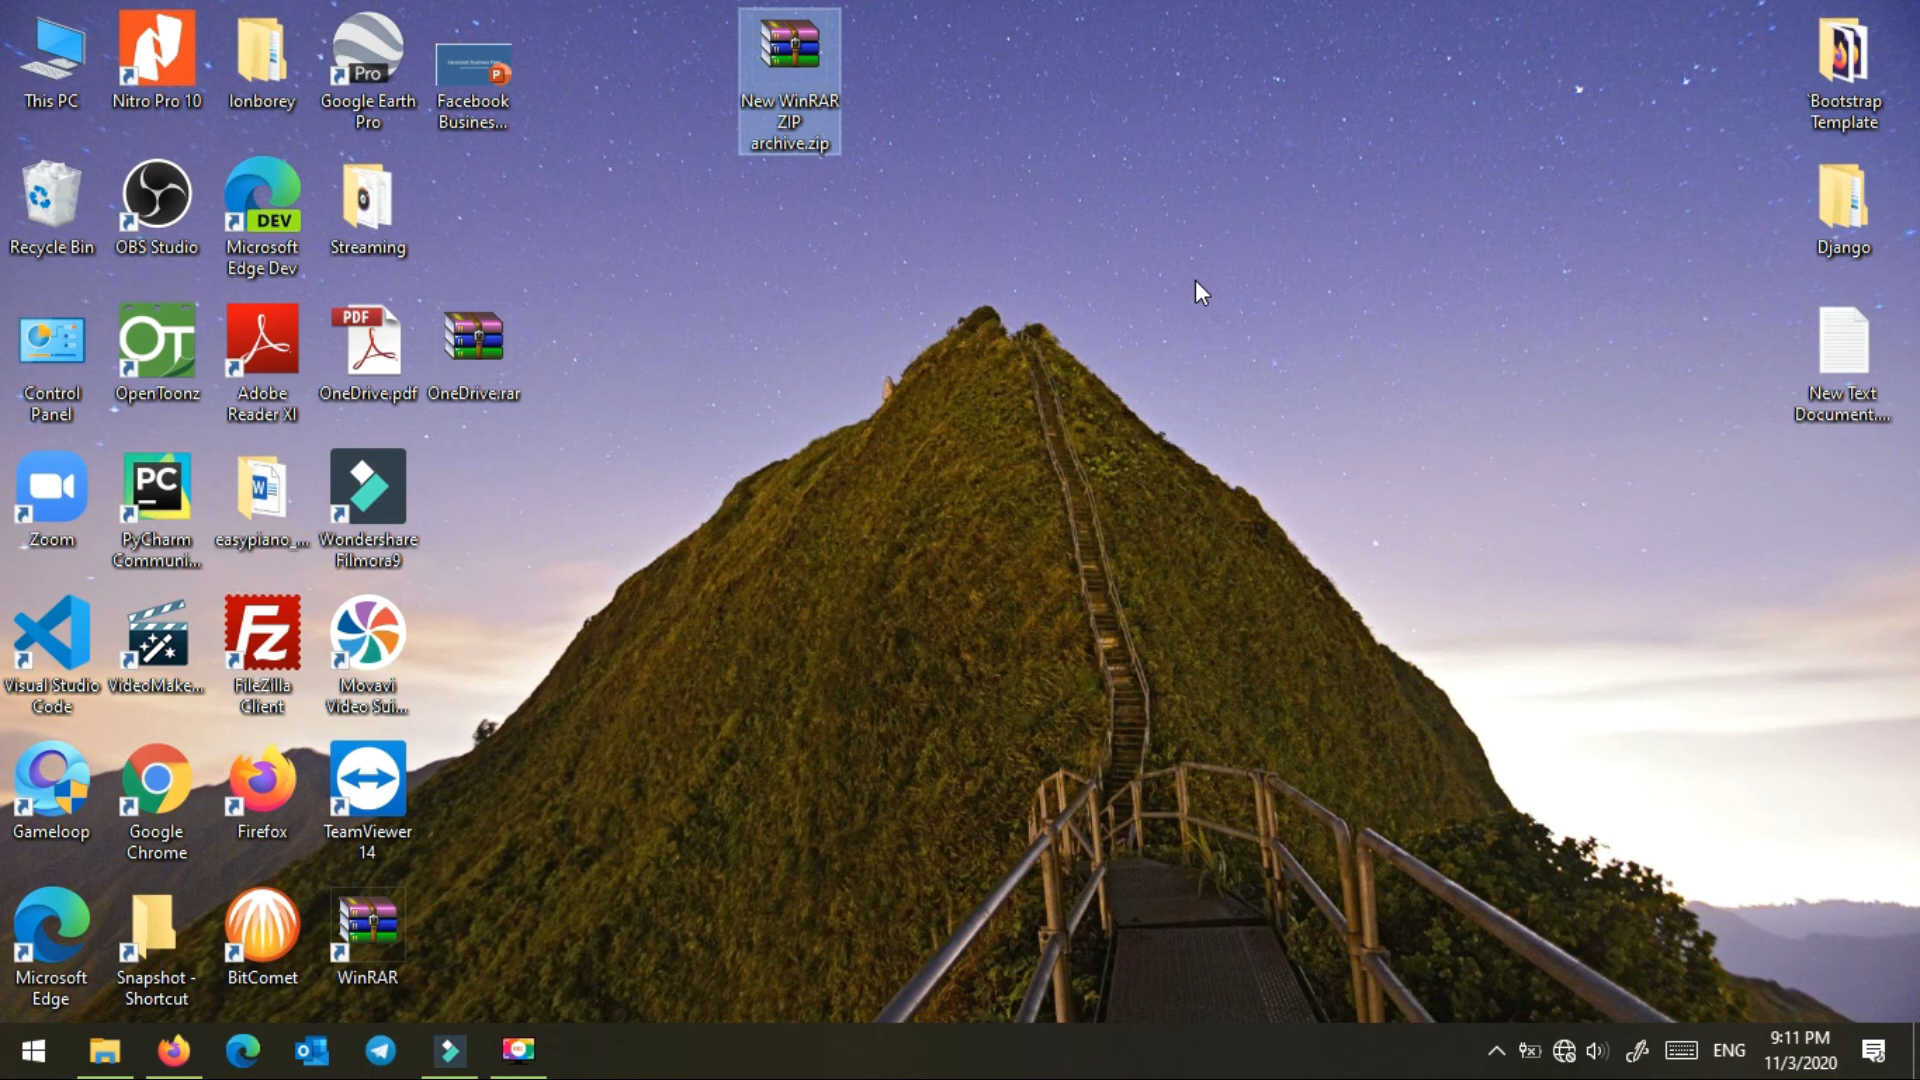 This PC
Nitro Pro 10
Ionborey
Pro
Google Earth
Pro
P
Facebook
Busines...
New WinRAR
ZIP
archive.zip
`Bootstrap
Template
Recycle Bin
OBS Studio
DEV
Microsoft
Edge Dev
Streaming
Django
Control
Panel
OT
OpenToonz
Adobe
Reader XI
PDF
OneDrive.pdf
OneDrive.rar
New Text
Document....
Zoom
PC
PyCharm
Communi...
W
easypiano_...
Wondershare
Filmora9
Visual Studio
Code
VideoMake...
Fz
FileZilla
Client
Movavi
Video Sui...
Gameloop
Google
Chrome
Firefox
TeamViewer
14
Microsoft
Edge
Snapshot -
Shortcut
BitComet
WinRAR
ENG
9:11 PM
11/3/2020